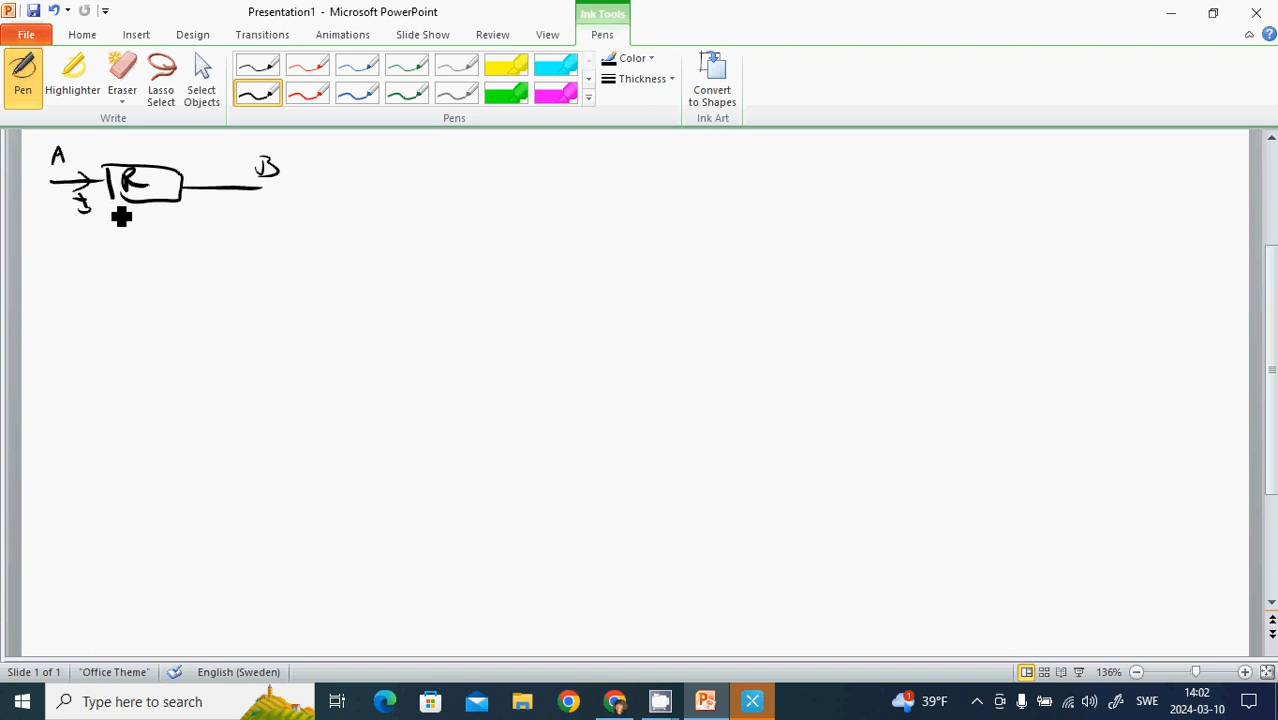 Presentation1 - Microsoft PowerPoint
Ink Tools
File Home Insert Design Transitions Animations Slide Show Review View Pens
Pen Highlighter Eraser Lasso Select Select Objects
Color
Thickness
Convert to Shapes
Write Pens Ink Art
A
B
R
Slide 1 of 1 "Office Theme" English (Sweden) 136%
Type here to search
1 39°F SWE 14:02
2024-03-10